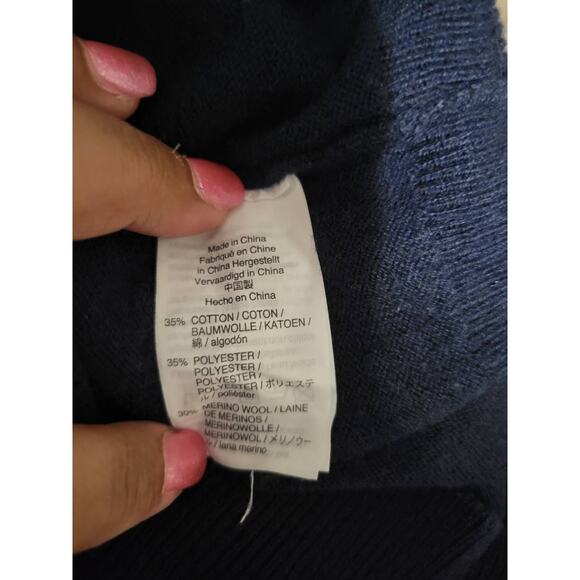 Made in China
Fabriqué en Chine
in China Hergestellt
Vervaardigd in China
中国製
Hecho en China
35% COTTON / COTON /
BAUMWOLLE / KATOEN /
綿 / algodón
35% POLYESTER /
POLYESTER /
POLYESTER /
POLYESTER / ポリエステ
ル / poliéster
30% MERINO WOOL / LAINE
DE MERINOS /
MERINOWOLLE /
MERINOWOL / メリノウー
ル / lana merino